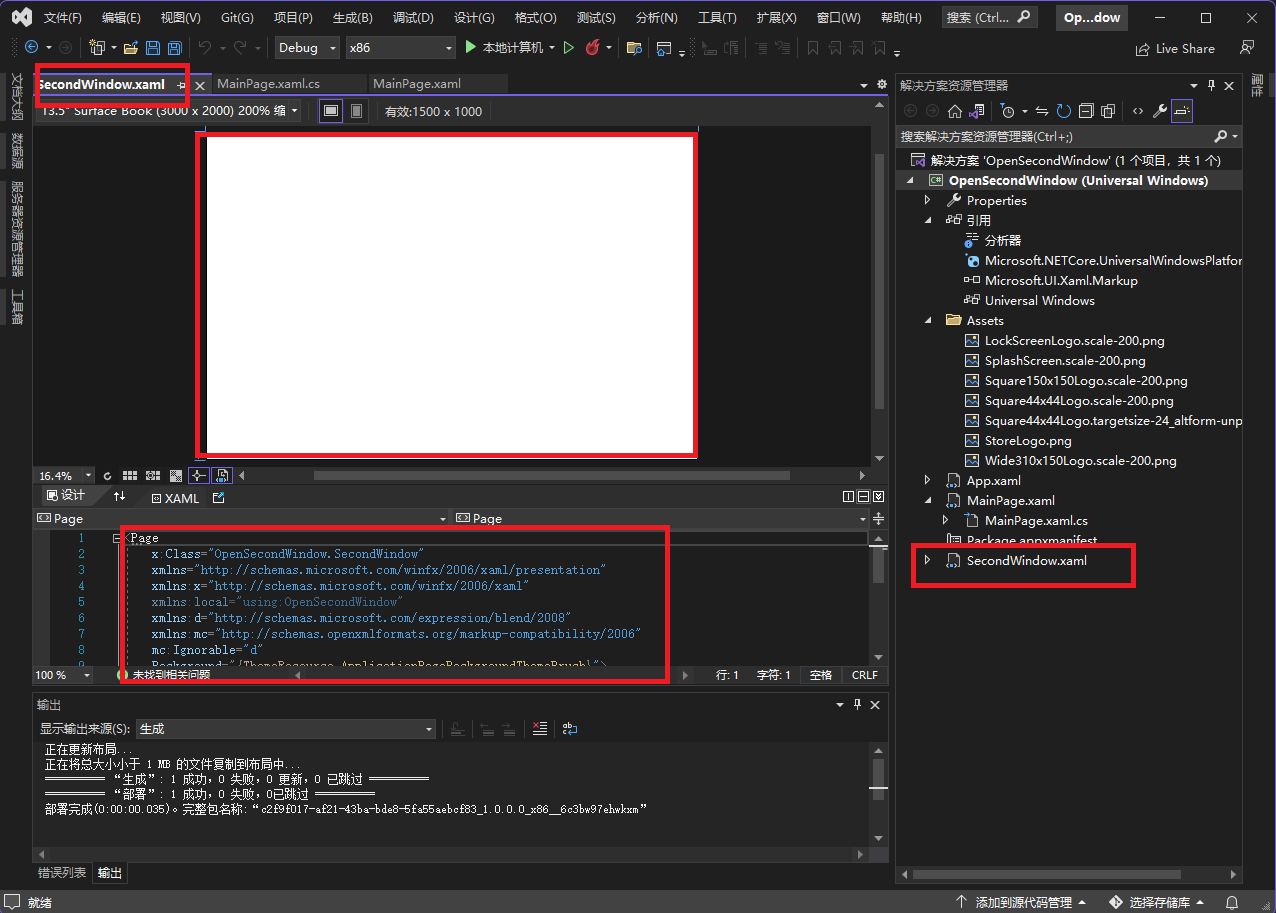 文件(F) 编辑(E) 视图(V) Git(G) 项目(P) 生成(B) 调试(D) 设计(G) 格式(O) 测试(S) 分析(N) 工具(T) 扩展(X) 窗口(W) 帮助(H) 搜索 (Ctrl... Op...dow
Debug x86 本地计算机 Live Share
SecondWindow.xaml MainPage.xaml.cs MainPage.xaml
13.5" Surface Book (3000 x 2000) 200% 缩 有效:1500 x 1000
文档大纲
数据源
服务器资源管理器
工具箱
16.4%
设计 XAML
Page Page
1 <Page
2 x:Class="OpenSecondWindow.SecondWindow"
3 xmlns="http://schemas.microsoft.com/winfx/2006/xaml/presentation"
4 xmlns:x="http://schemas.microsoft.com/winfx/2006/xaml"
5 xmlns:local="using:OpenSecondWindow"
6 xmlns:d="http://schemas.microsoft.com/expression/blend/2008"
7 xmlns:mc="http://schemas.openxmlformats.org/markup-compatibility/2006"
8 mc:Ignorable="d"
9 Background="{ThemeResource ApplicationPageBackgroundThemeBrush}">
100 % 未找到相关问题 行: 1 字符: 1 空格 CRLF
输出
显示输出来源(S): 生成
正在更新布局...
正在将总大小小于 1 MB 的文件复制到布局中...
========== “生成”: 1 成功，0 失败，0 更新，0 已跳过 ==========
========== “部署”: 1 成功，0 失败，0已跳过 ==========
部署完成(0:00:00.035)。完整包名称:“c2f9f017-af21-43ba-bde8-5fa55aebcf83_1.0.0.0_x86__6c3bw97ehwkxm”
错误列表 输出
解决方案资源管理器
搜索解决方案资源管理器(Ctrl+;)
解决方案 'OpenSecondWindow' (1 个项目，共 1 个)
OpenSecondWindow (Universal Windows)
Properties
引用
分析器
Microsoft.NETCore.UniversalWindowsPlatfor
Microsoft.UI.Xaml.Markup
Universal Windows
Assets
LockScreenLogo.scale-200.png
SplashScreen.scale-200.png
Square150x150Logo.scale-200.png
Square44x44Logo.scale-200.png
Square44x44Logo.targetsize-24_altform-unp
StoreLogo.png
Wide310x150Logo.scale-200.png
App.xaml
MainPage.xaml
MainPage.xaml.cs
Package.appxmanifest
SecondWindow.xaml
属性
就绪 添加到源代码管理 选择存储库